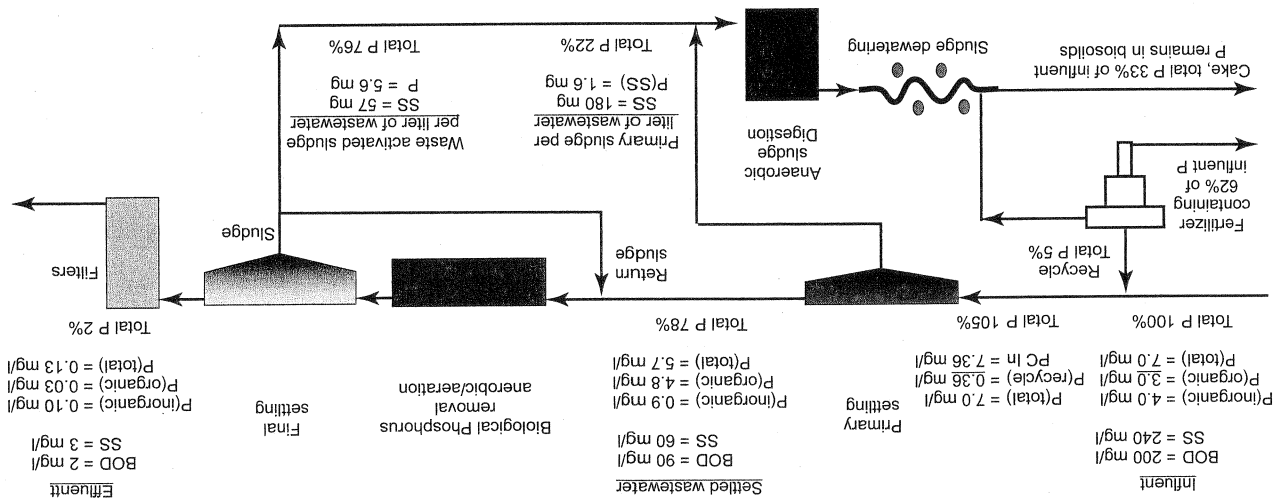 Influent
BOD = 200 mg/l
SS = 240 mg/l
P(inorganic) = 4.0 mg/l
P(organic) = 3.0 mg/l
P(total) = 7.0 mg/l
Total P 100%
Primary
settling
P(total) = 7.0 mg/l
P(recycle) = 0.36 mg/l
PC In = 7.36 mg/l
Total P 105%
Settled wastewater
BOD = 90 mg/l
SS = 60 mg/l
P(inorganic) = 0.9 mg/l
P(organic) = 4.8 mg/l
P(total) = 5.7 mg/l
Total P 78%
Biological Phosphorus
removal
anerobic/aeration
Final
settling
Effluentt
BOD = 2 mg/l
SS = 3 mg/l
P(inorganic) = 0.10 mg/l
P(organic) = 0.03 mg/l
P(total) = 0.13 mg/l
Total P 2%
Filters
Recycle
Total P 5%
Return
sludge
Sludge
Fertilizer
containing
62% of
influent P
Anaerobic
sludge
Digestion
Primary sludge per
liter of wastewater
SS = 180 mg
P(SS) = 1.6 mg
Total P 22%
Waste activated sludge
per liter of wastewater
SS = 57 mg
P = 5.6 mg
Total P 76%
Cake, total P 33% of influent
P remains in biosolids
Sludge dewatering